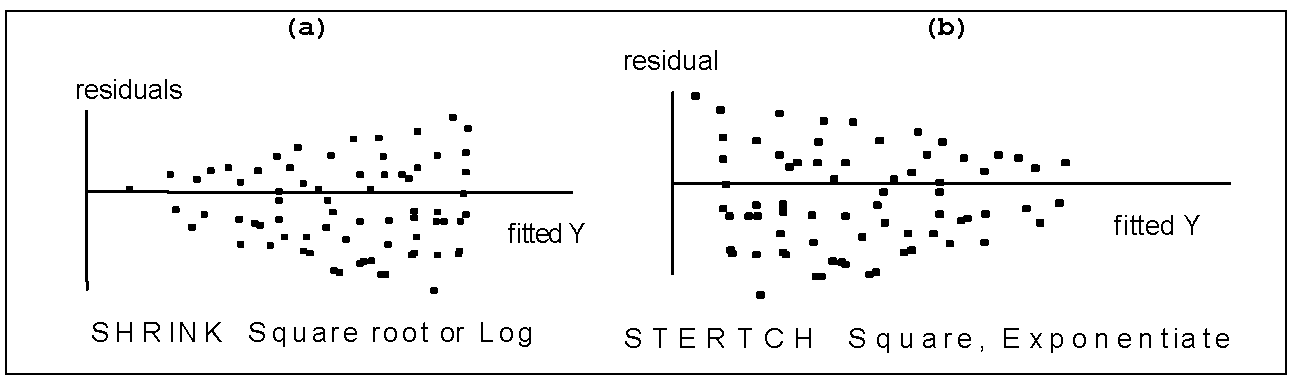 (a)
residuals
fitted Y
SHRINK Square root or Log
(b)
residual
fitted Y
STERTCH Square, Exponentiate